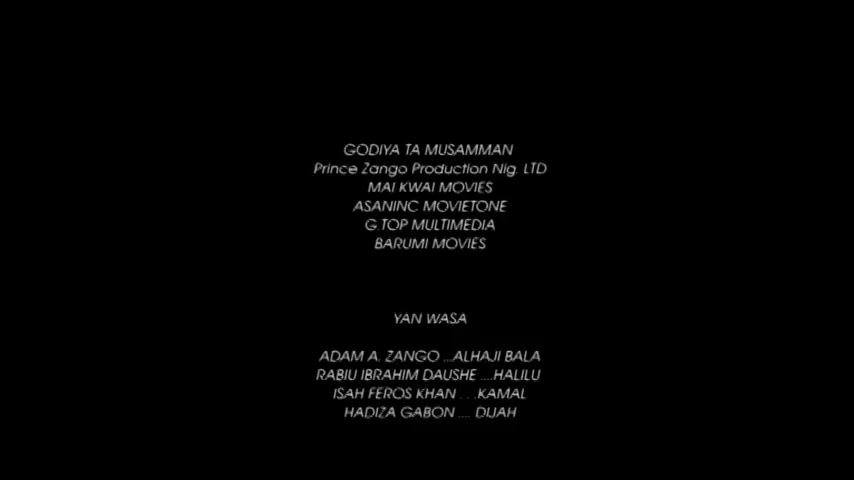 GODIYA TA MUSAMMAN
Prince Zango Production Nig. LTD
MAI KWAI MOVIES
ASANINC MOVIETONE
G.TOP MULTIMEDIA
BARUMI MOVIES
YAN WASA
ADAM A. ZANGO ...ALHAJI BALA
RABIU IBRAHIM DAUSHE ....HALILU
ISAH FEROS KHAN . . .KAMAL
HADIZA GABON .... DIJAH